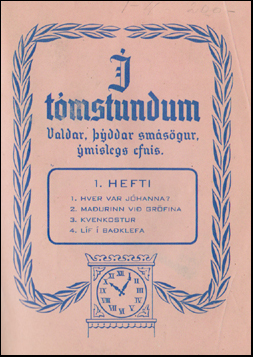 Í
tómstundum
Valdar, þýddar smásögur,
ýmislegs efnis.
1. HEFTI
1. HVER VAR JÓHANNA?
2. MAÐURINN VIÐ GRÖFINA
3. KVENKOSTUR
4. LÍF Í BAÐKLEFA
XII